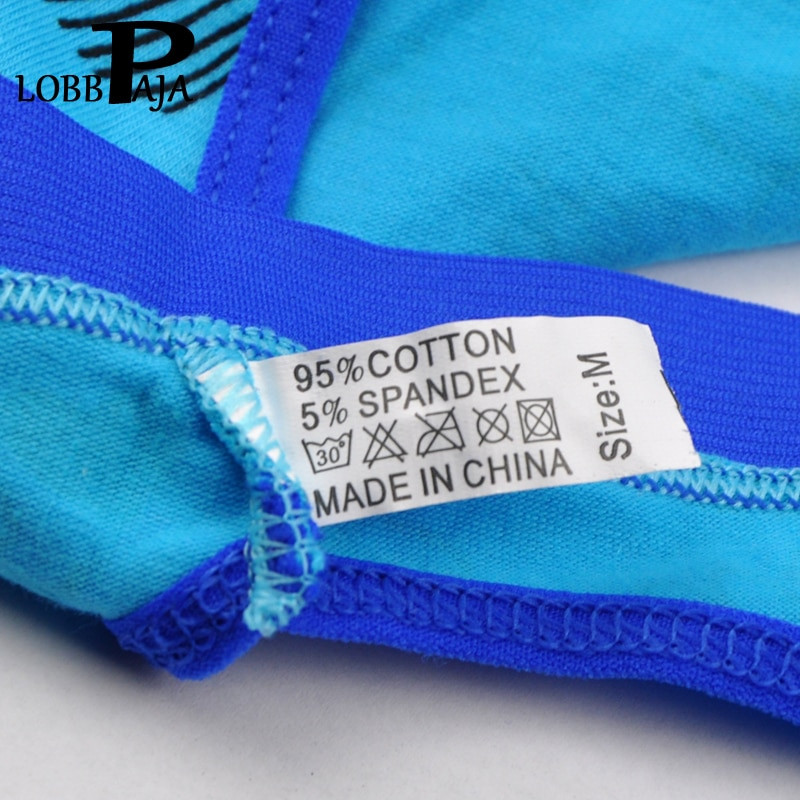 LOBBPAJA
95%COTTON
5% SPANDEX
30°
MADE IN CHINA
Size:M